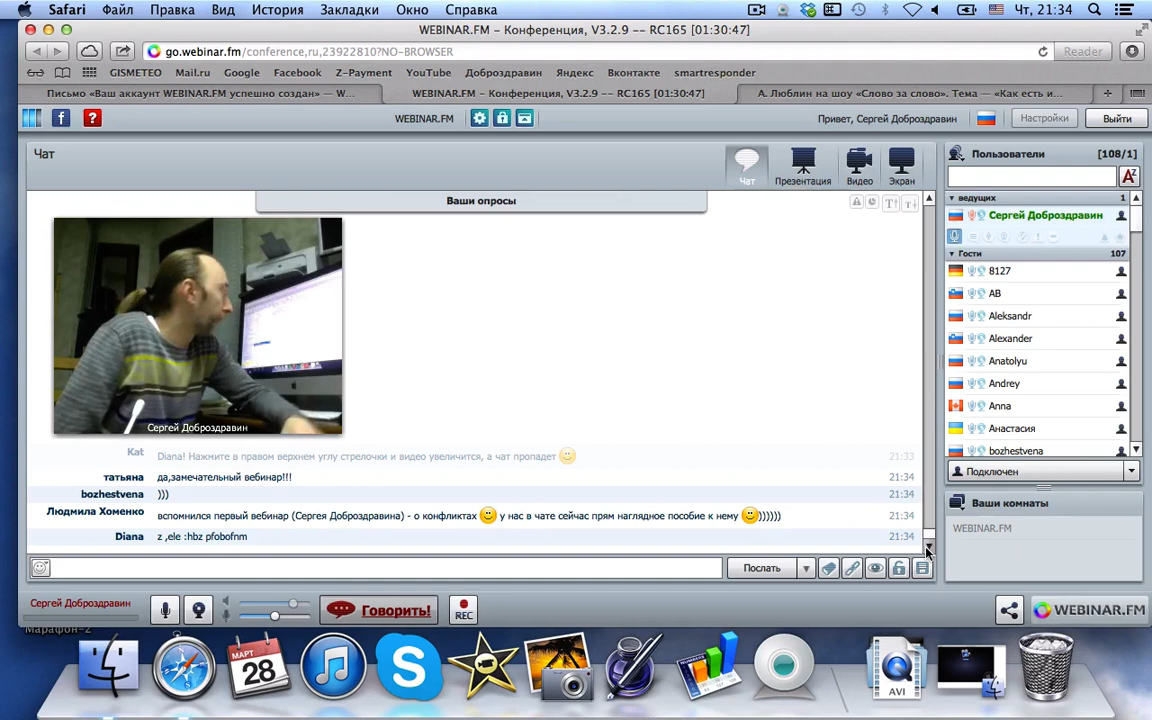 Safari Файл Правка Вид История Закладки Окно Справка Чт, 21:34
WEBINAR.FM – Конференция, V3.2.9 -- RC165 [01:30:47]
go.webinar.fm/conference,ru,23922810?NO-BROWSER Reader
GISMETEO Mail.ru Google Facebook Z-Payment YouTube Доброздравин Яндекс Вконтакте smartresponder
Письмо «Ваш аккаунт WEBINAR.FM успешно создан» — W... WEBINAR.FM – Конференция, V3.2.9 -- RC165 [01:30:47] А. Люблин на шоу «Слово за слово». Тема — «Как есть и...
f ? WEBINAR.FM Привет, Сергей Доброздравин Настройки Выйти
Чат
Чат Презентация Видео Экран
Ваши опросы
Сергей Доброздравин
Kat Diana! Нажмите в правом верхнем углу стрелочки и видео увеличится, а чат пропадет 21:33
татьяна да,замечательный вебинар!!! 21:34
bozhestvena ))) 21:34
Людмила Хоменко вспомнился первый вебинар (Сергея Доброздравина) - о конфликтах у нас в чате сейчас прям наглядное пособие к нему )))))) 21:34
Diana z ,ele :hbz pfobofnm 21:34
Послать
Пользователи [108/1]
ведущих 1
Сергей Доброздравин
Гости 107
8127
AB
Aleksandr
Alexander
Anatolyu
Andrey
Anna
Анастасия
bozhestvena
Подключен
Ваши комнаты
WEBINAR.FM
Сергей Доброздравин Говорить! REC WEBINAR.FM
Марафон-2
МАРТ
28
NUMBERS
AVI